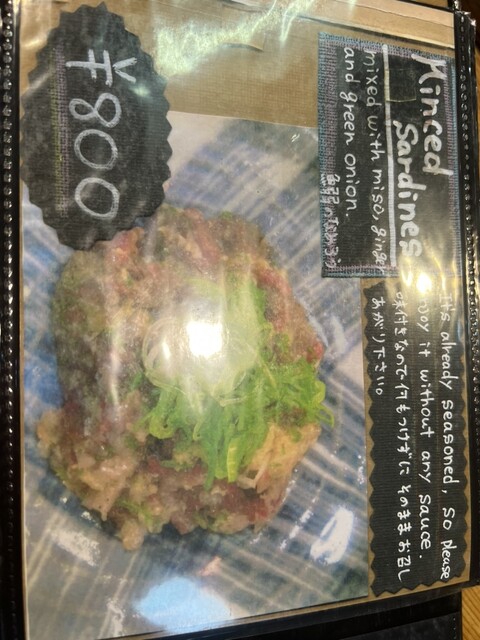 Minced
Sardines
mixed with miso, ginger
and green onion
It's already seasoned, so please
enjoy it without any sauce.
味付きなので何もつけずに そのままお召し
あがり下さい。
¥800